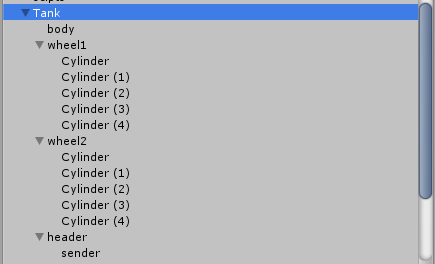 Tank
body
wheel1
Cylinder
Cylinder (1)
Cylinder (2)
Cylinder (3)
Cylinder (4)
wheel2
Cylinder
Cylinder (1)
Cylinder (2)
Cylinder (3)
Cylinder (4)
header
sender